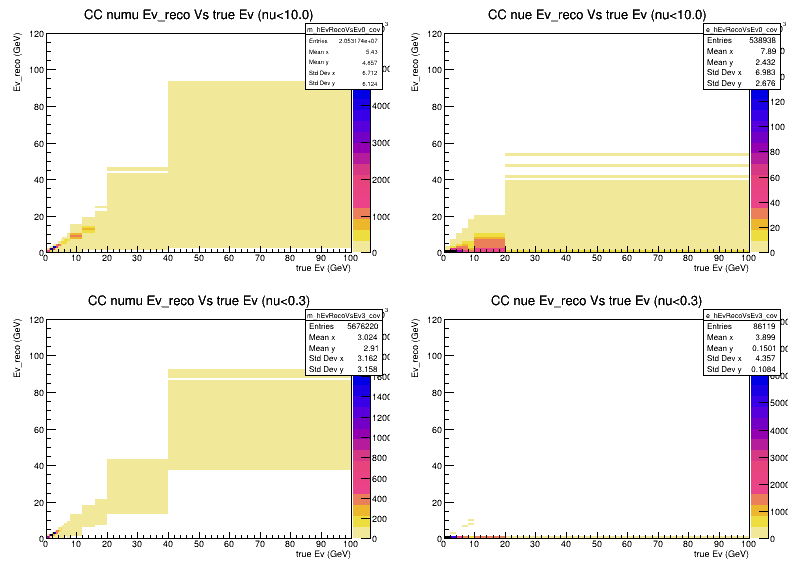 CC numu Ev_reco Vs true Ev (nu<10.0)
m_hEvRecoVsEv0_cov
Entries 2.053174e+07
Mean x 5.43
Mean y 4.857
Std Dev x 6.712
Std Dev y 6.124
Ev_reco (GeV)
120
100
80
60
40
20
0
0 10 20 30 40 50 60 70 80 90 100
true Ev (GeV)
4000
3000
2000
1000
0
CC nue Ev_reco Vs true Ev (nu<10.0)
e_hEvRecoVsEv0_cov
Entries 538938
Mean x 7.89
Mean y 2.432
Std Dev x 6.983
Std Dev y 2.676
Ev_reco (GeV)
120
100
80
60
40
20
0
0 10 20 30 40 50 60 70 80 90 100
true Ev (GeV)
120
100
80
60
40
20
0
CC numu Ev_reco Vs true Ev (nu<0.3)
m_hEvRecoVsEv3_cov
Entries 5676220
Mean x 3.024
Mean y 2.91
Std Dev x 3.162
Std Dev y 3.158
Ev_reco (GeV)
120
100
80
60
40
20
0
0 10 20 30 40 50 60 70 80 90 100
true Ev (GeV)
1600
1400
1200
1000
800
600
400
200
0
CC nue Ev_reco Vs true Ev (nu<0.3)
e_hEvRecoVsEv3_cov
Entries 86119
Mean x 3.899
Mean y 0.1501
Std Dev x 4.357
Std Dev y 0.1084
Ev_reco (GeV)
120
100
80
60
40
20
0
0 10 20 30 40 50 60 70 80 90 100
true Ev (GeV)
6000
5000
4000
3000
2000
1000
0